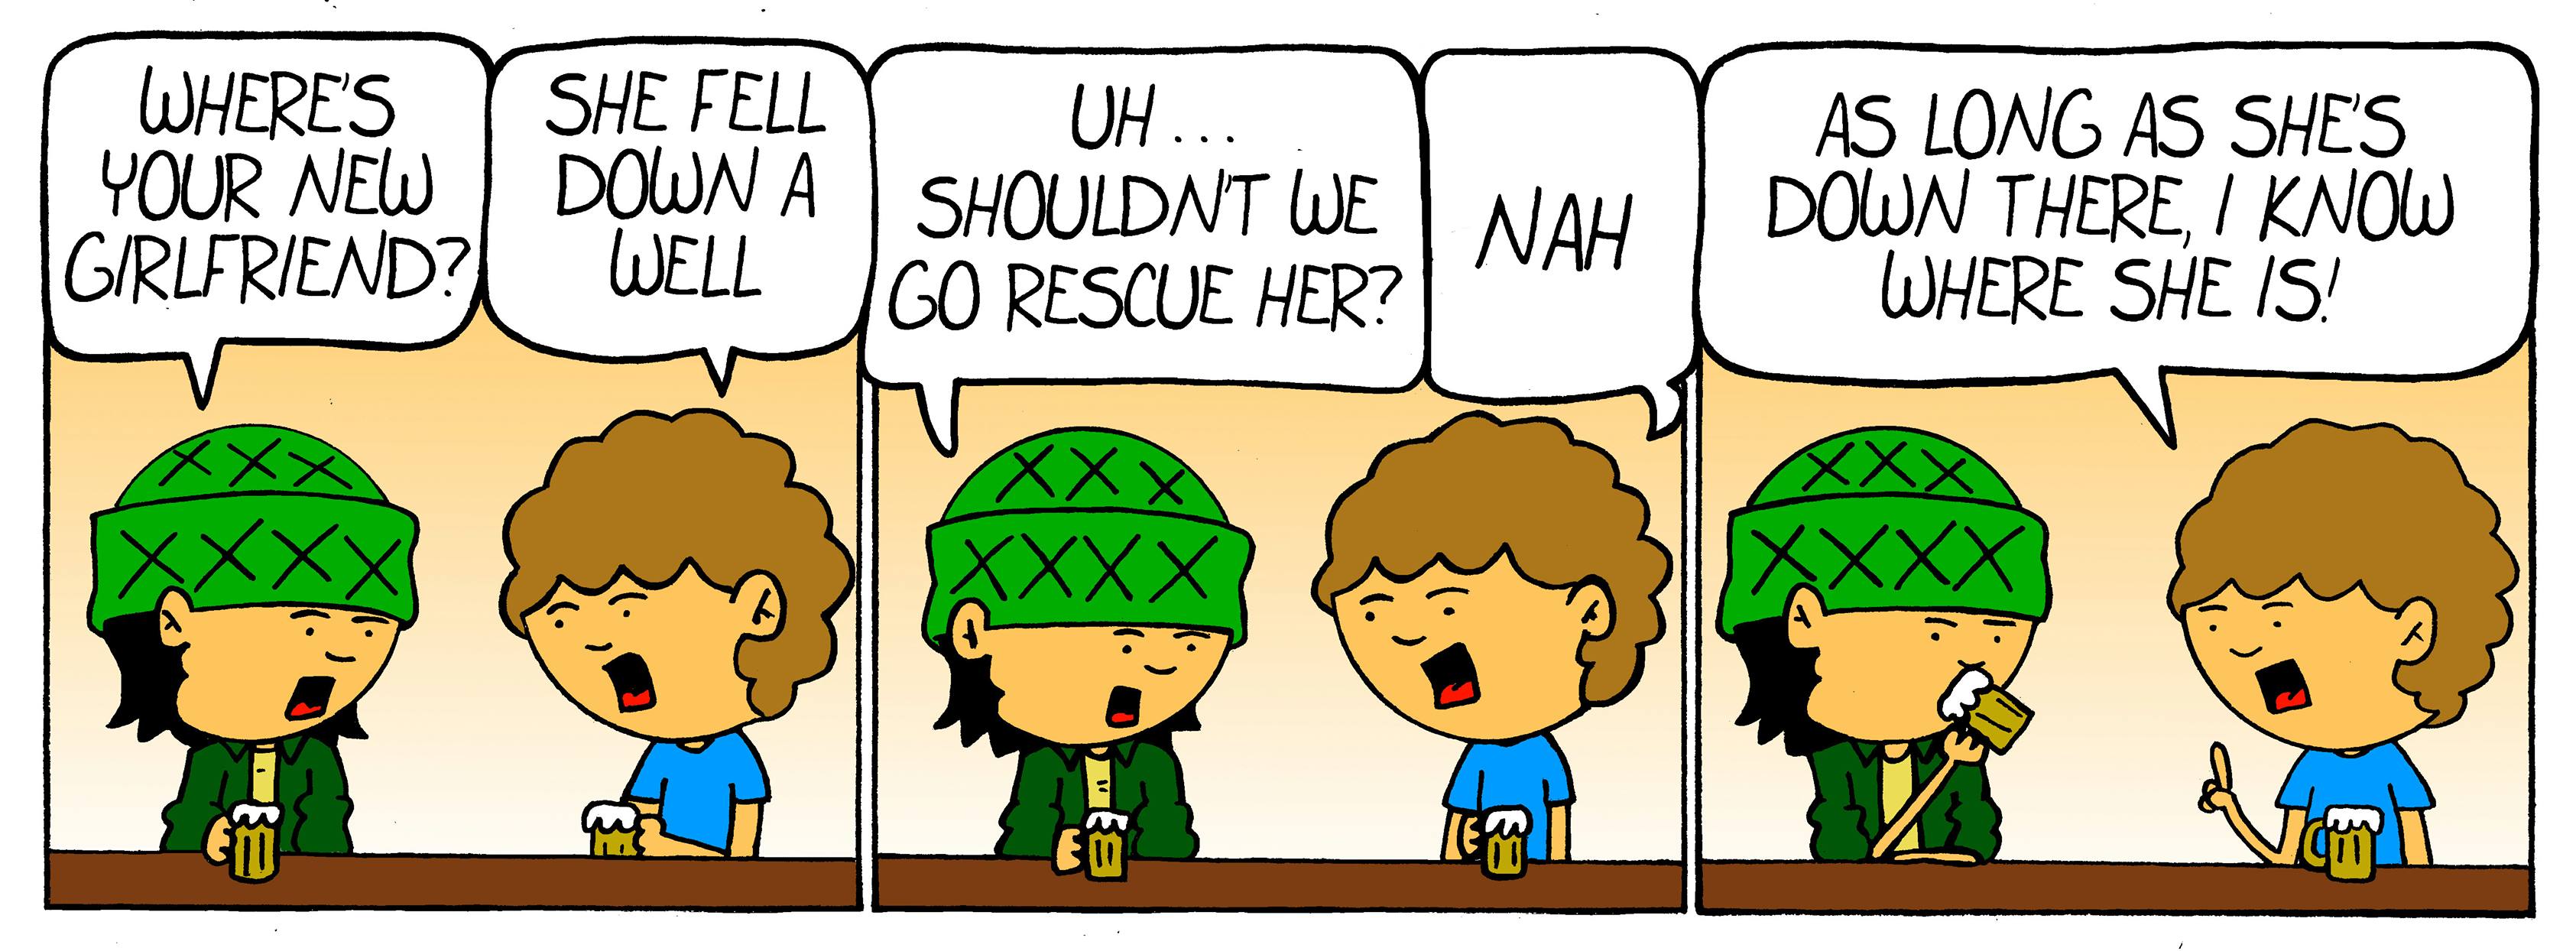 WHERE'S
YOUR NEW
GIRLFRIEND?
SHE FELL
DOWN A
WELL
UH...
SHOULDN'T WE
GO RESCUE HER?
NAH
AS LONG AS SHE'S
DOWN THERE, I KNOW
WHERE SHE IS!